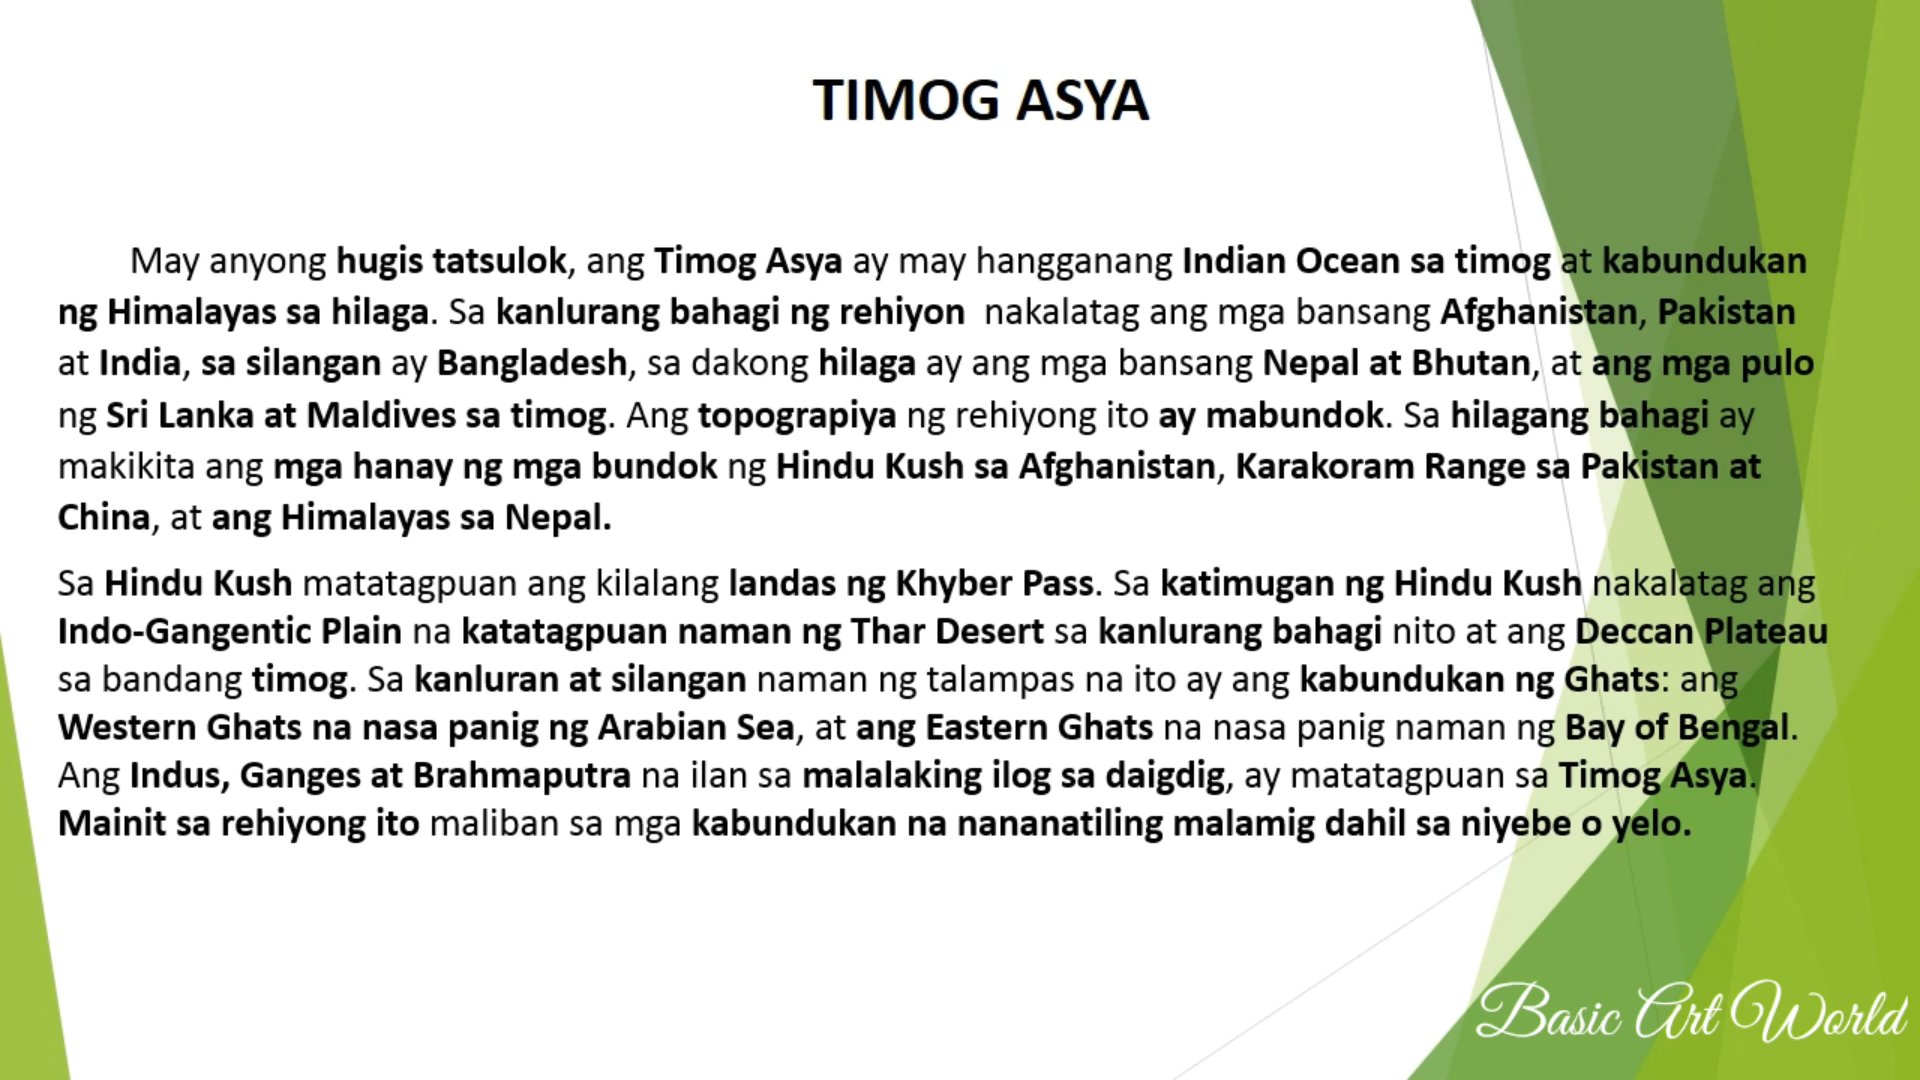 TIMOG ASYA
May anyong hugis tatsulok, ang Timog Asya ay may hangganang Indian Ocean sa timog at kabundukan
ng Himalayas sa hilaga. Sa kanlurang bahagi ng rehiyon nakalatag ang mga bansang Afghanistan, Pakistan
at India, sa silangan ay Bangladesh, sa dakong hilaga ay ang mga bansang Nepal at Bhutan, at ang mga pulo
ng Sri Lanka at Maldives sa timog. Ang topograpiya ng rehiyong ito ay mabundok. Sa hilagang bahagi ay
makikita ang mga hanay ng mga bundok ng Hindu Kush sa Afghanistan, Karakoram Range sa Pakistan at
China, at ang Himalayas sa Nepal.
Sa Hindu Kush matatagpuan ang kilalang landas ng Khyber Pass. Sa katimugan ng Hindu Kush nakalatag ang
Indo-Gangentic Plain na katatagpuan naman ng Thar Desert sa kanlurang bahagi nito at ang Deccan Plateau
sa bandang timog. Sa kanluran at silangan naman ng talampas na ito ay ang kabundukan ng Ghats: ang
Western Ghats na nasa panig ng Arabian Sea, at ang Eastern Ghats na nasa panig naman ng Bay of Bengal.
Ang Indus, Ganges at Brahmaputra na ilan sa malalaking ilog sa daigdig, ay matatagpuan sa Timog Asya.
Mainit sa rehiyong ito maliban sa mga kabundukan na nananatiling malamig dahil sa niyebe o yelo.
Basic Art World